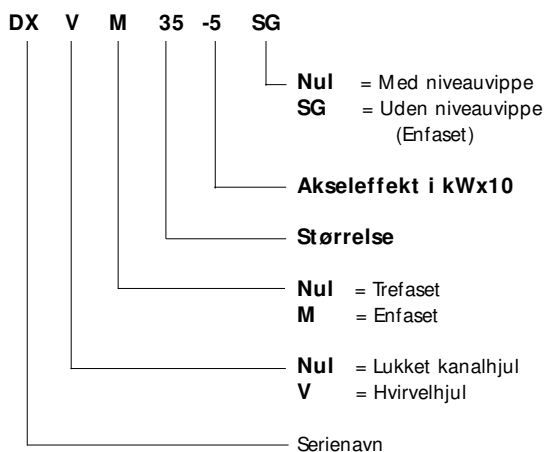 DX V M 35 -5 SG
Nul = Med niveauvippe
SG = Uden niveauvippe
(Enfaset)
Akseleffekt i kWx10
Størrelse
Nul = Trefaset
M = Enfaset
Nul = Lukket kanalhjul
V = Hvirvelhjul
Serienavn